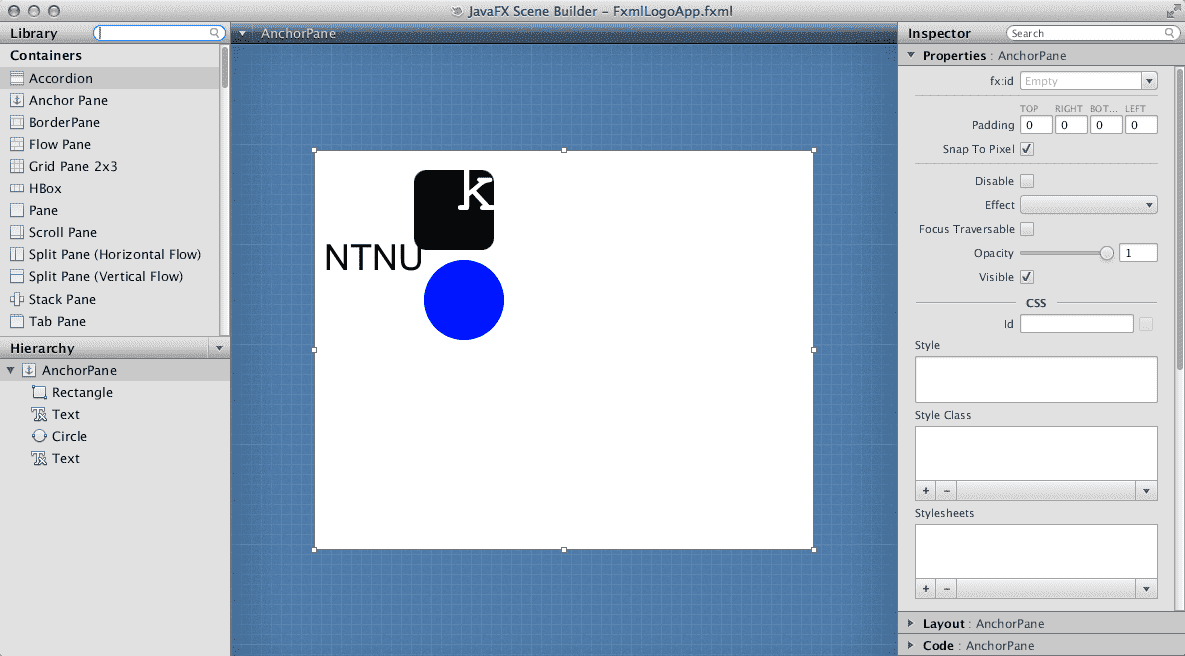 JavaFX Scene Builder – FxmlLogoApp.fxml
Library
Containers
Accordion
Anchor Pane
BorderPane
Flow Pane
Grid Pane 2x3
HBox
Pane
Scroll Pane
Split Pane (Horizontal Flow)
Split Pane (Vertical Flow)
Stack Pane
Tab Pane
Hierarchy
AnchorPane
Rectangle
Text
Circle
Text
AnchorPane
k
NTNU
Inspector
Search
Properties : AnchorPane
fx:id Empty
TOP RIGHT BOT... LEFT
Padding 0 0 0 0
Snap To Pixel
Disable
Effect
Focus Traversable
Opacity 1
Visible
CSS
Id
Style
Style Class
+ −
Stylesheets
+ −
Layout : AnchorPane
Code : AnchorPane